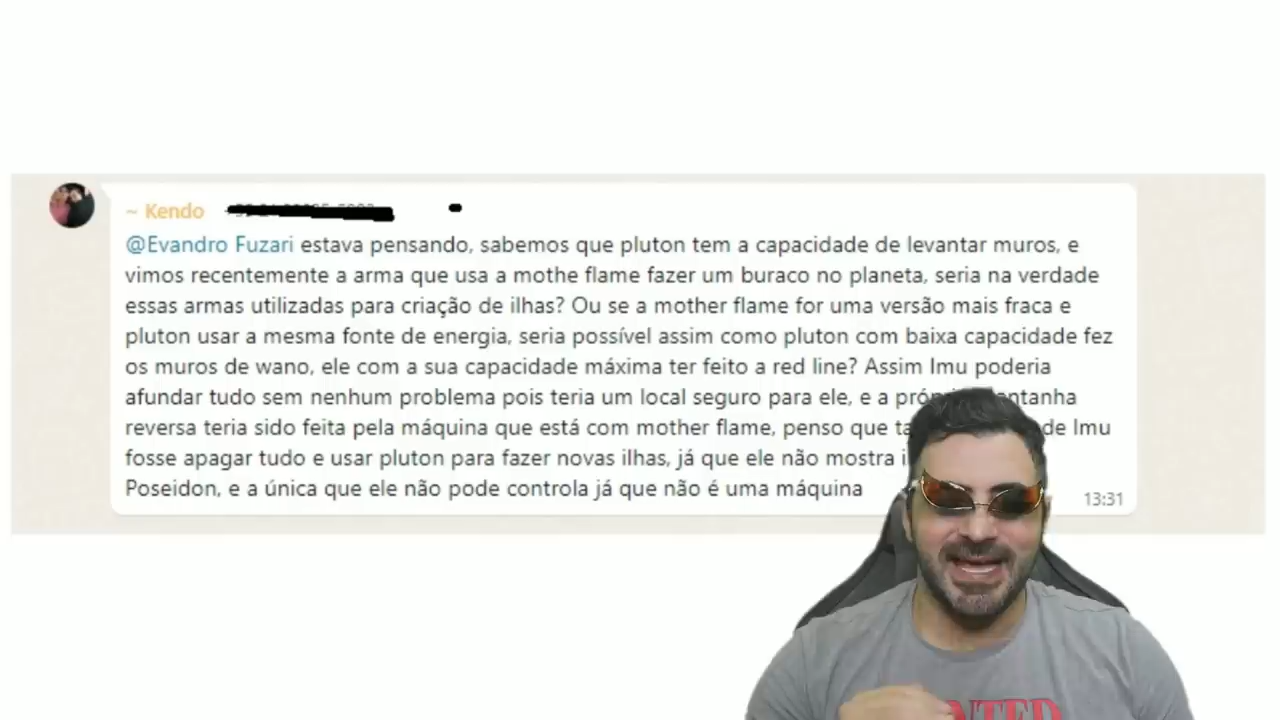 ~ Kendo
@Evandro Fuzari estava pensando, sabemos que pluton tem a capacidade de levantar muros, e
vimos recentemente a arma que usa a mothe flame fazer um buraco no planeta, seria na verdade
essas armas utilizadas para criação de ilhas? Ou se a mother flame for uma versão mais fraca e
pluton usar a mesma fonte de energia, seria possível assim como pluton com baixa capacidade fez
os muros de wano, ele com a sua capacidade máxima ter feito a red line? Assim Imu poderia
afundar tudo sem nenhum problema pois teria um local seguro para ele, e a
reversa teria sido feita pela máquina que está com mother flame, penso que de Imu
fosse apagar tudo e usar pluton para fazer novas ilhas, já que ele não mostra
Poseidon, e a única que ele não pode controla já que não é uma máquina
13:31